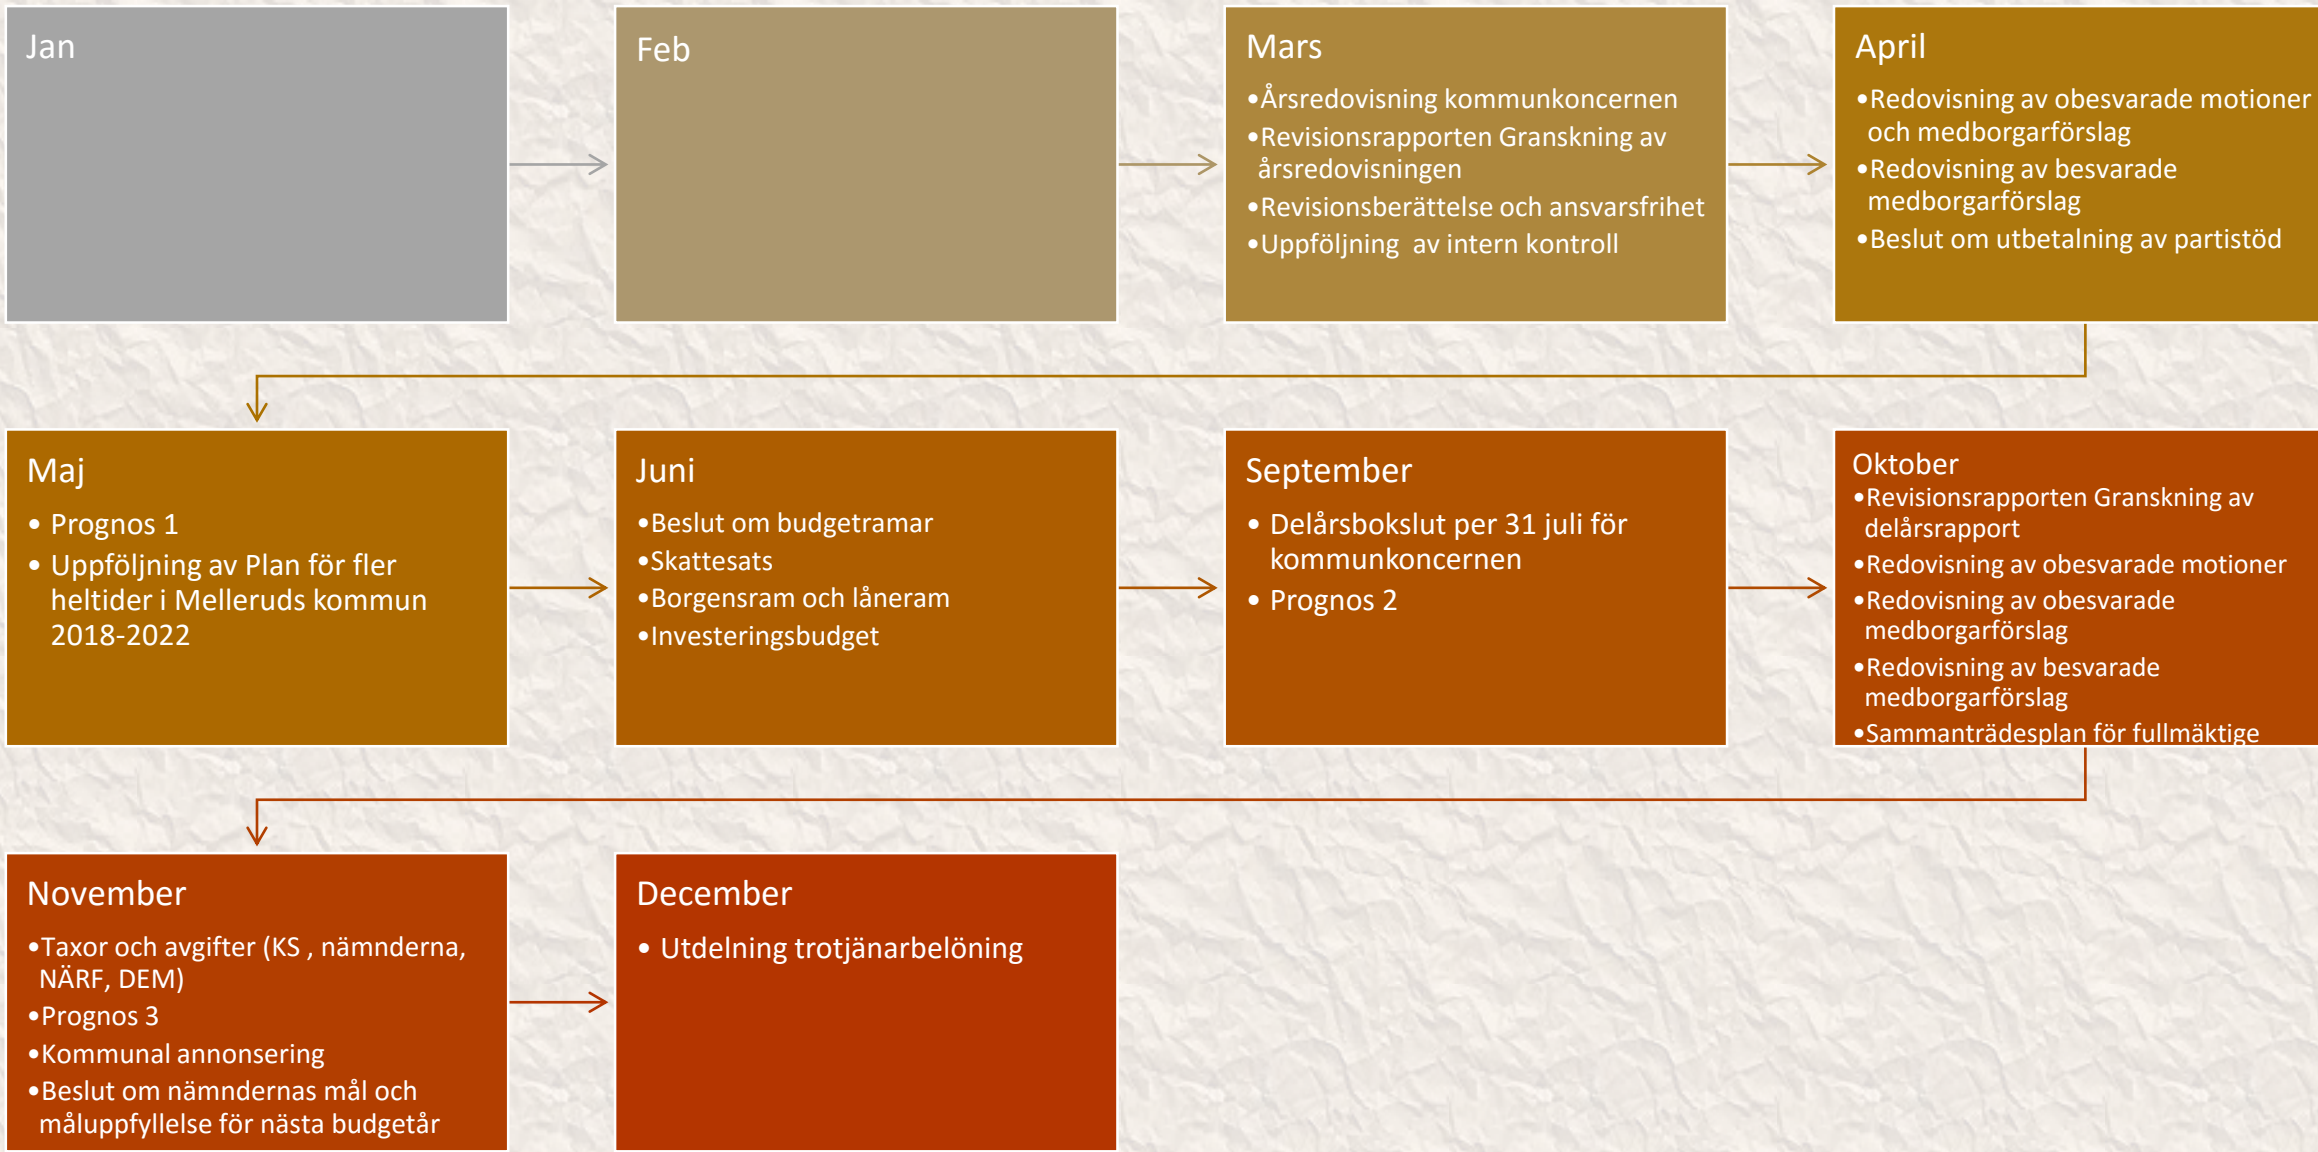 Jan
Feb
Mars
•Årsredovisning kommunkoncernen
•Revisionsrapporten Granskning av
årsredovisningen
•Revisionsberättelse och ansvarsfrihet
•Uppföljning  av intern kontroll
April
•Redovisning av obesvarade motioner
och medborgarförslag
•Redovisning av besvarade
medborgarförslag
•Beslut om utbetalning av partistöd
Maj
• Prognos 1
• Uppföljning av Plan för fler
heltider i Melleruds kommun
2018-2022
Juni
•Beslut om budgetramar
•Skattesats
•Borgensram och låneram
•Investeringsbudget
September
• Delårsbokslut per 31 juli för
kommunkoncernen
• Prognos 2
Oktober
•Revisionsrapporten Granskning av
delårsrapport
•Redovisning av obesvarade motioner
•Redovisning av obesvarade
medborgarförslag
•Redovisning av besvarade
medborgarförslag
•Sammanträdesplan för fullmäktige
November
•Taxor och avgifter (KS , nämnderna,
NÄRF, DEM)
•Prognos 3
•Kommunal annonsering
•Beslut om nämndernas mål och
måluppfyllelse för nästa budgetår
December
• Utdelning trotjänarbelöning